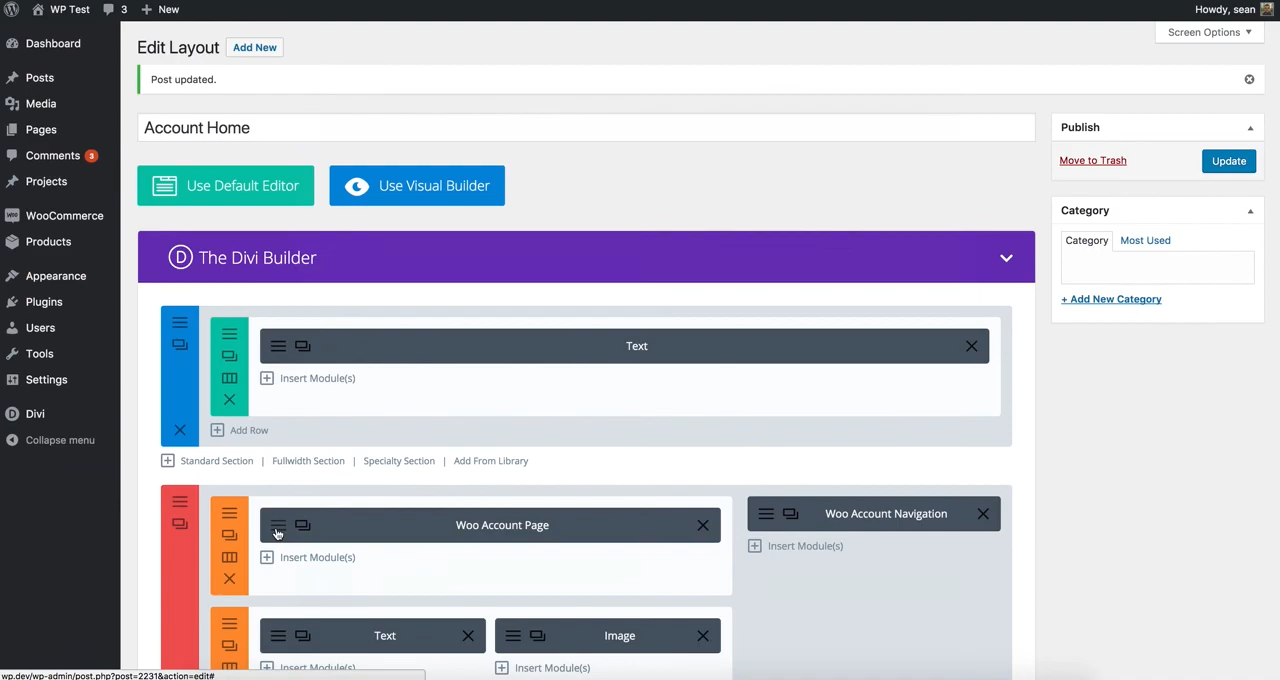 WP Test 3 New Howdy, sean
Screen Options
Dashboard
Posts
Media
Pages
Comments 3
Projects
WooCommerce
Products
Appearance
Plugins
Users
Tools
Settings
Divi
Collapse menu
Edit Layout Add New
Post updated.
Account Home
Use Default Editor Use Visual Builder
D The Divi Builder
Text
Insert Module(s)
Add Row
Standard Section | Fullwidth Section | Specialty Section | Add From Library
Woo Account Page
Insert Module(s)
Woo Account Navigation
Insert Module(s)
Text
Insert Module(s)
Image
Insert Module(s)
Publish
Move to Trash Update
Category
Category Most Used
+ Add New Category
wp.dev/wp-admin/post.php?post=2231&action=edit#